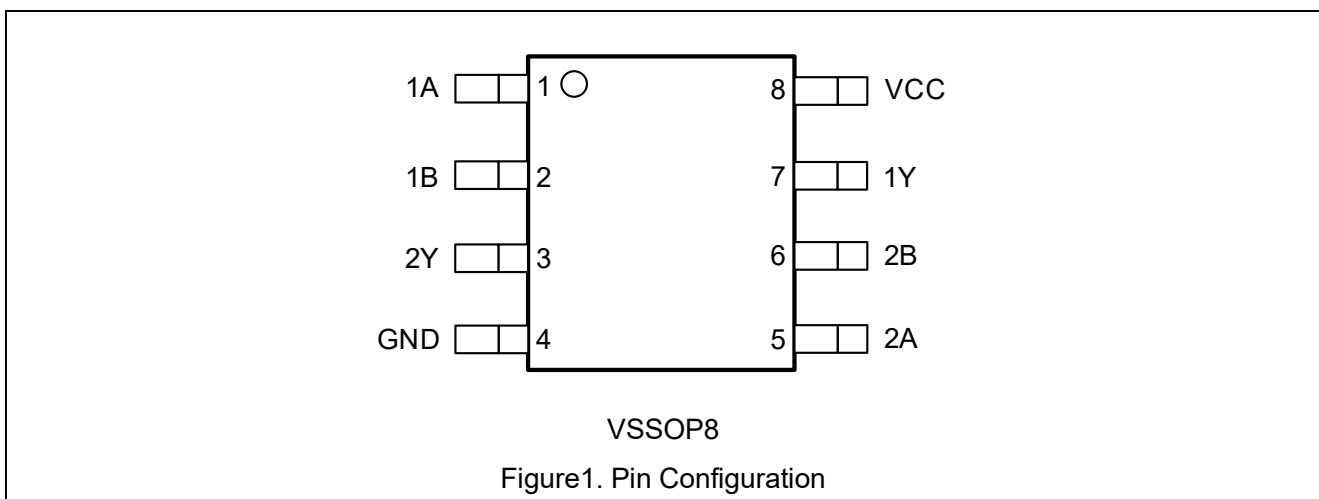 1A 1 8 VCC
1B 2 7 1Y
2Y 3 6 2B
GND 4 5 2A
VSSOP8
Figure1. Pin Configuration